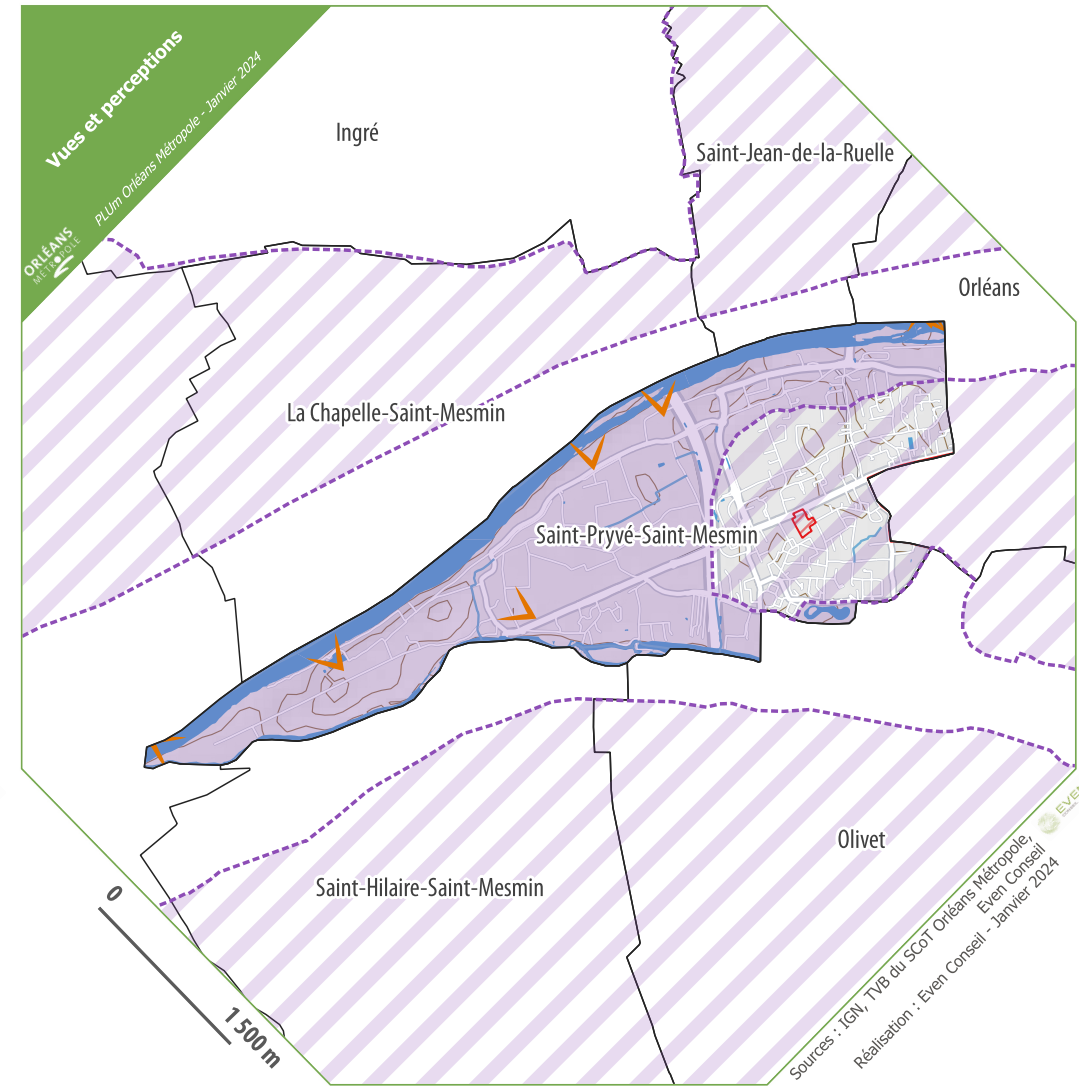 Vues et perceptions
PLUm Orléans Métropole - Janvier 2024
ORLÉANS
MÉTROPOLE
Ingré
Saint-Jean-de-la-Ruelle
Orléans
La Chapelle-Saint-Mesmin
Saint-Pryvé-Saint-Mesmin
Olivet
Saint-Hilaire-Saint-Mesmin
0
1 500 m
EVEN
Sources : IGN, TVB du SCoT Orléans Métropole,
Even Conseil
Réalisation : Even Conseil - Janvier 2024